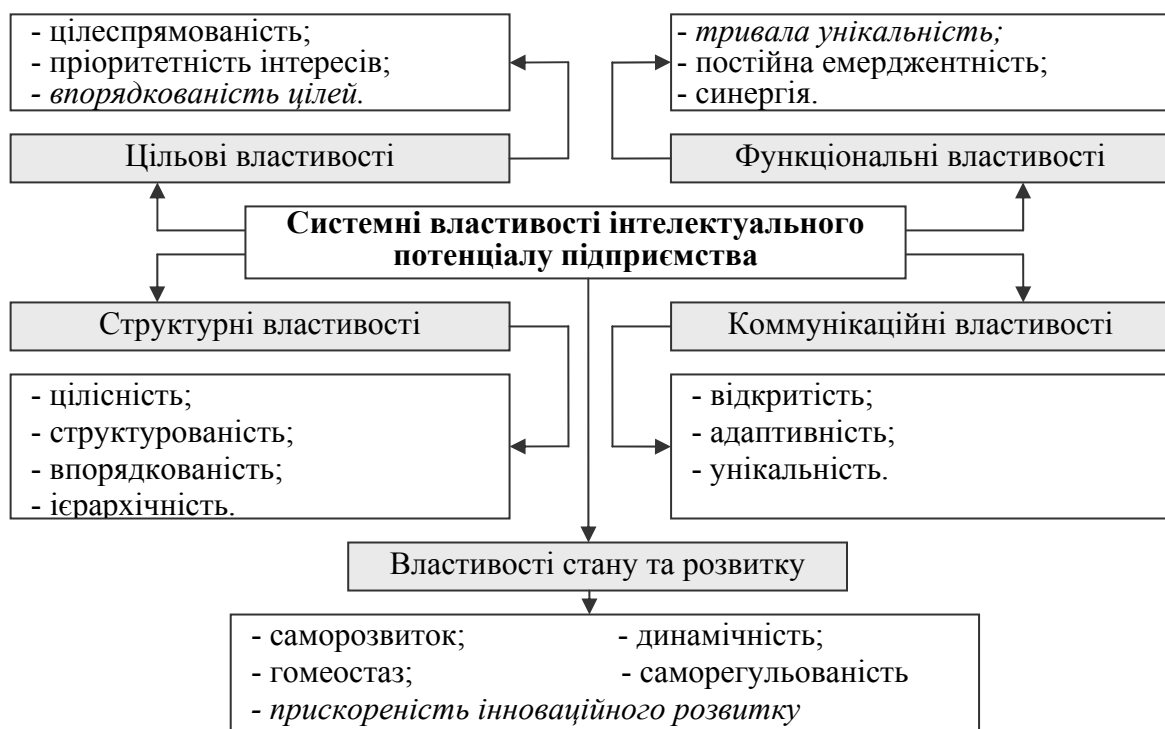 - цілеспрямованість;
- пріоритетність інтересів;
- впорядкованість цілей.
- тривала унікальність;
- постійна емерджентність;
- синергія.
Цільові властивості
Функціональні властивості
Системні властивості інтелектуального
потенціалу підприємства
Структурні властивості
Коммунікаційні властивості
- цілісність;
- структурованість;
- впорядкованість;
- ієрархічність.
- відкритість;
- адаптивність;
- унікальність.
Властивості стану та розвитку
- саморозвиток; - динамічність;
- гомеостаз; - саморегульованість
- прискореність інноваційного розвитку